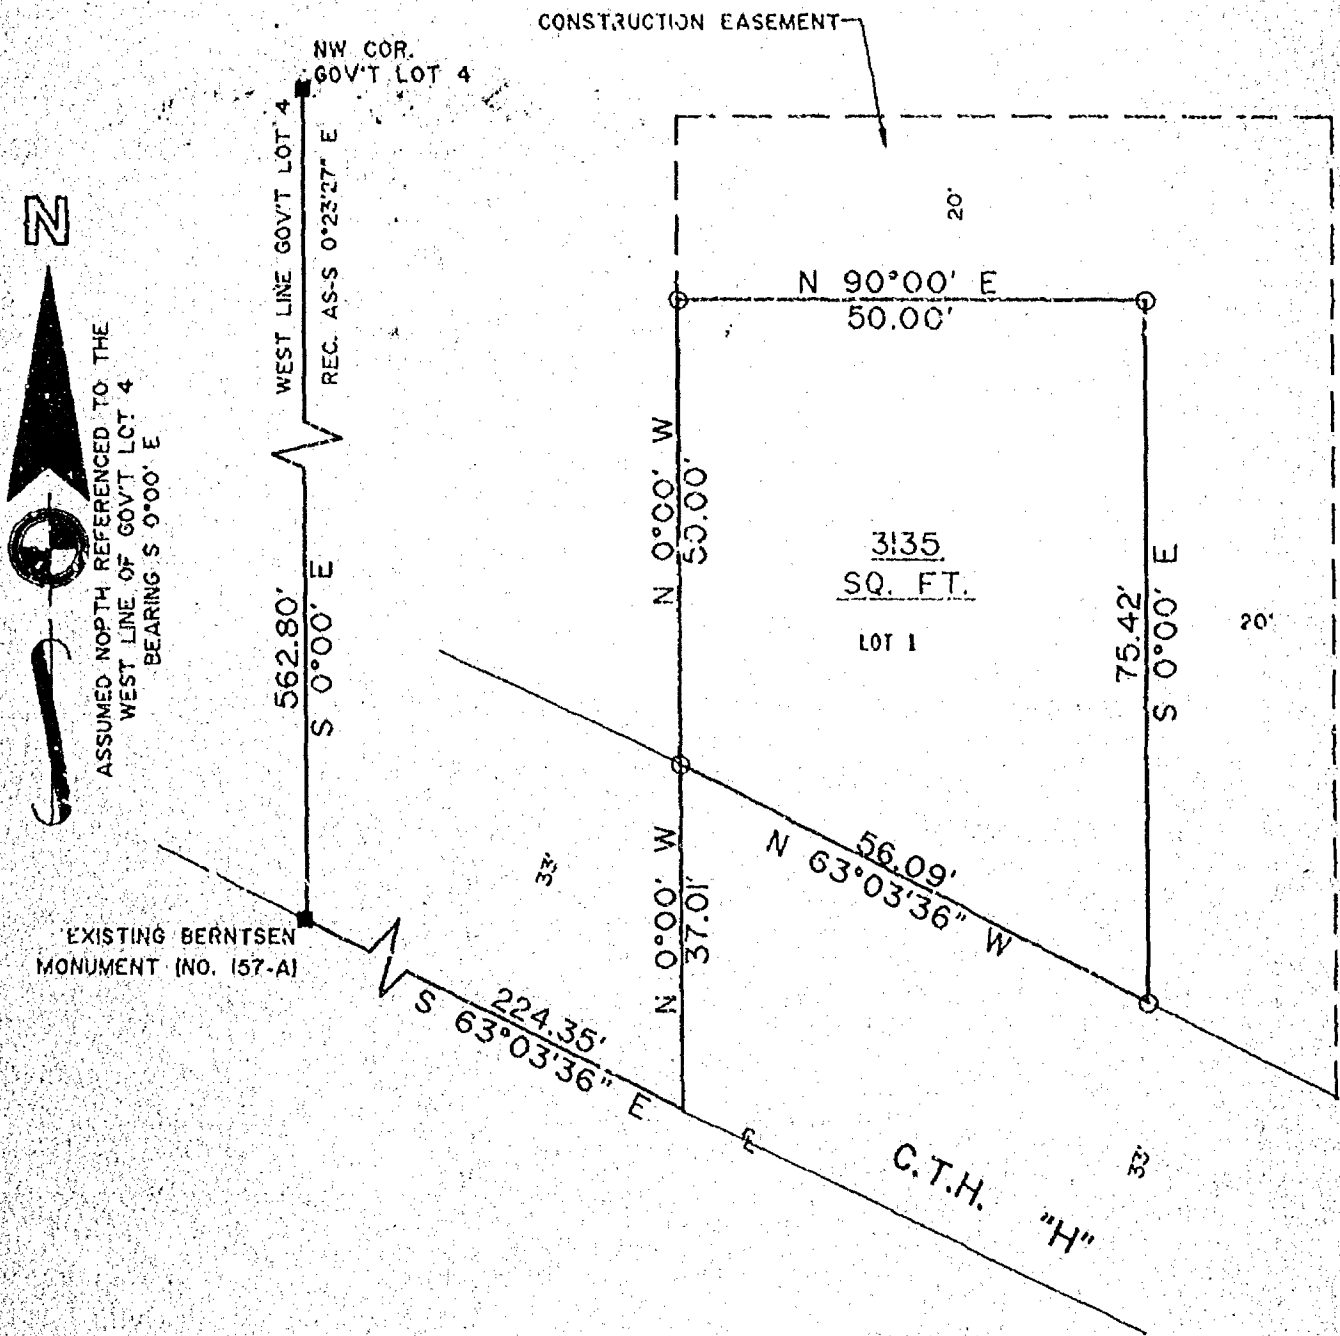 CONSTRUCTION EASEMENT
NW COR.
GOV'T LOT 4
WEST LINE GOV'T LOT 4
REC. AS-S 0°23'27" E
N
ASSUMED NORTH REFERENCED TO THE
WEST LINE OF GOV'T LOT 4
BEARING S 0°00' E
20'
N 90°00' E
50.00'
N 0°00' W
50.00'
3135
SQ. FT.
LOT 1
75.42'
S 0°00' E
20'
562.80'
S 0°00' E
33'
N 0°00' W
37.01'
56.09'
N 63°03'36" W
EXISTING BERNTSEN
MONUMENT (NO. 157-A)
224.35'
S 63°03'36" E
℄
C.T.H. "H"
33'